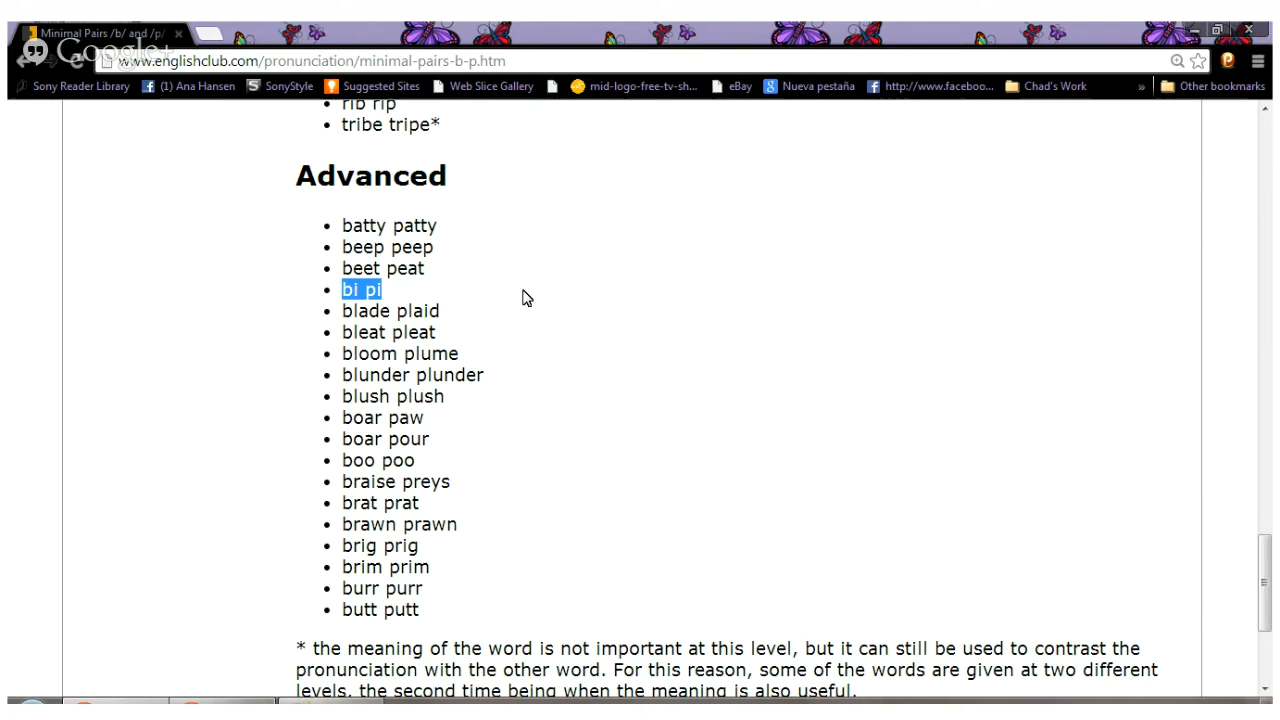 Minimal Pairs /b/ and /p/
Google+
www.englishclub.com/pronunciation/minimal-pairs-b-p.htm
Sony Reader Library (1) Ana Hansen SonyStyle Suggested Sites Web Slice Gallery mid-logo-free-tv-sh... eBay Nueva pestaña http://www.faceboo... Chad's Work » Other bookmarks
rib rip
• tribe tripe*
Advanced
• batty patty
• beep peep
• beet peat
• bi pi
• blade plaid
• bleat pleat
• bloom plume
• blunder plunder
• blush plush
• boar paw
• boar pour
• boo poo
• braise preys
• brat prat
• brawn prawn
• brig prig
• brim prim
• burr purr
• butt putt
* the meaning of the word is not important at this level, but it can still be used to contrast the
pronunciation with the other word. For this reason, some of the words are given at two different
levels, the second time being when the meaning is also useful.